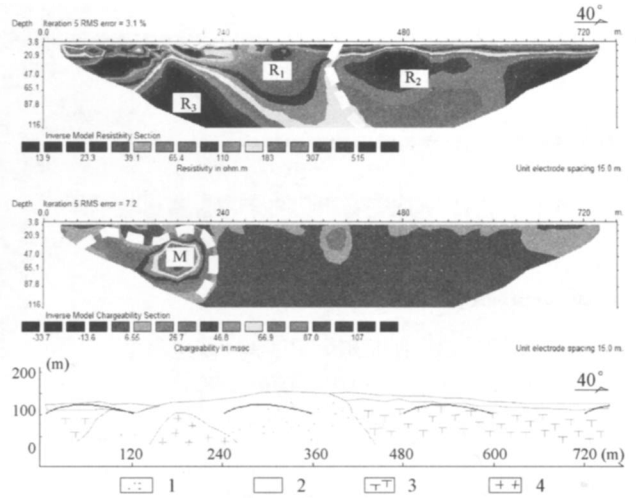 Depth Iteration 5 RMS error = 3.1 %
40°
0.0 240 480 720 m.
3.8
20.9
47.0
65.1
87.8
116
R1
R2
R3
Inverse Model Resistivity Section
13.9 23.3 39.1 65.4 110 183 307 515
Resistivity in ohm.m
Unit electrode spacing 15.0 m.
Depth Iteration 5 RMS error = 7.2
0.0 240 480 720 m.
3.8
20.9
47.0
65.1
87.8
116
M
Inverse Model Chargeability Section
-33.7 -13.6 6.56 26.7 46.8 66.9 87.0 107
Chargeability in msec
Unit electrode spacing 15.0 m.
(m)
200
100
0
40°
120 240 360 480 600 720 (m)
1 2 3 4